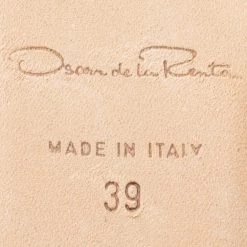 Oscar de la Renta
MADE IN ITALY
39